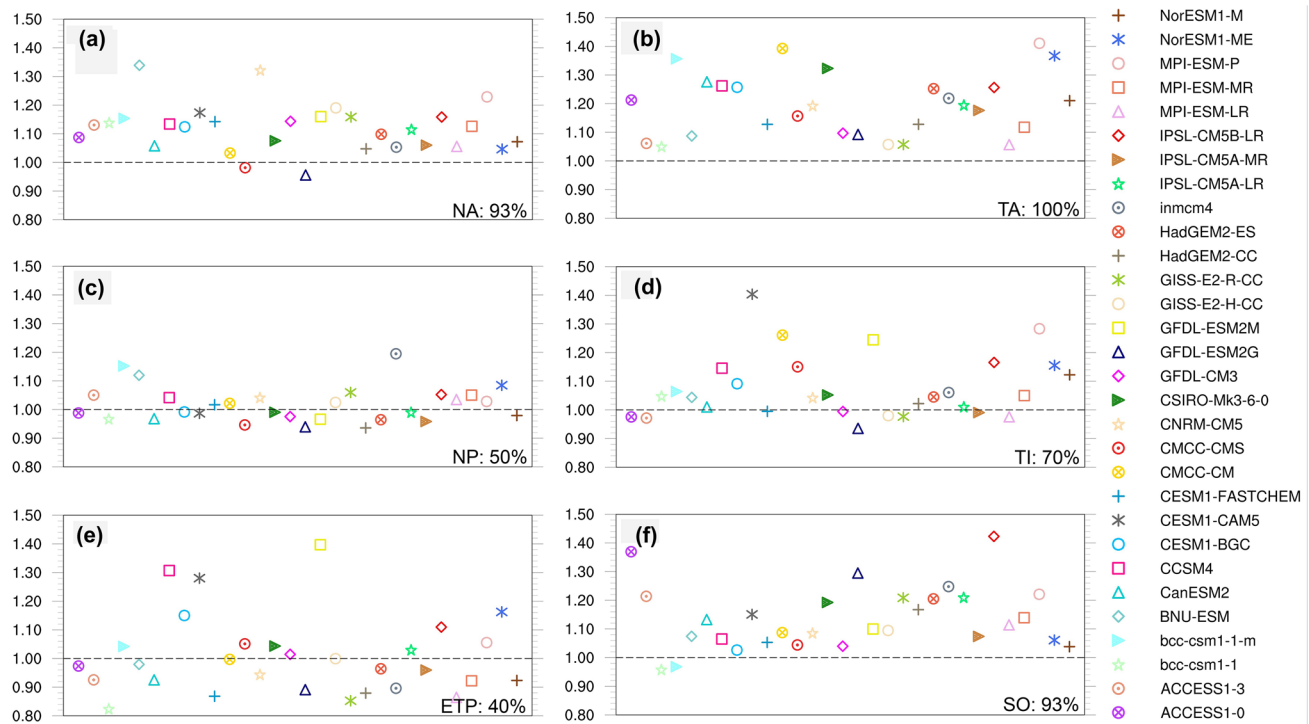 (a)
1.50
1.40
1.30
1.20
1.10
1.00
0.90
0.80
NA: 93%
(b)
1.50
1.40
1.30
1.20
1.10
1.00
0.90
0.80
TA: 100%
(c)
1.50
1.40
1.30
1.20
1.10
1.00
0.90
0.80
NP: 50%
(d)
1.50
1.40
1.30
1.20
1.10
1.00
0.90
0.80
TI: 70%
(e)
1.50
1.40
1.30
1.20
1.10
1.00
0.90
0.80
ETP: 40%
(f)
1.50
1.40
1.30
1.20
1.10
1.00
0.90
0.80
SO: 93%
NorESM1-M
NorESM1-ME
MPI-ESM-P
MPI-ESM-MR
MPI-ESM-LR
IPSL-CM5B-LR
IPSL-CM5A-MR
IPSL-CM5A-LR
inmcm4
HadGEM2-ES
HadGEM2-CC
GISS-E2-R-CC
GISS-E2-H-CC
GFDL-ESM2M
GFDL-ESM2G
GFDL-CM3
CSIRO-Mk3-6-0
CNRM-CM5
CMCC-CMS
CMCC-CM
CESM1-FASTCHEM
CESM1-CAM5
CESM1-BGC
CCSM4
CanESM2
BNU-ESM
bcc-csm1-1-m
bcc-csm1-1
ACCESS1-3
ACCESS1-0